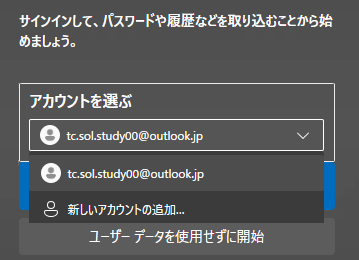 サインインして、パスワードや履歴などを取り込むことから始
めましょう。
アカウントを選ぶ
tc.sol.study00@outlook.jp
tc.sol.study00@outlook.jp
新しいアカウントの追加...
ユーザー データを使用せずに開始